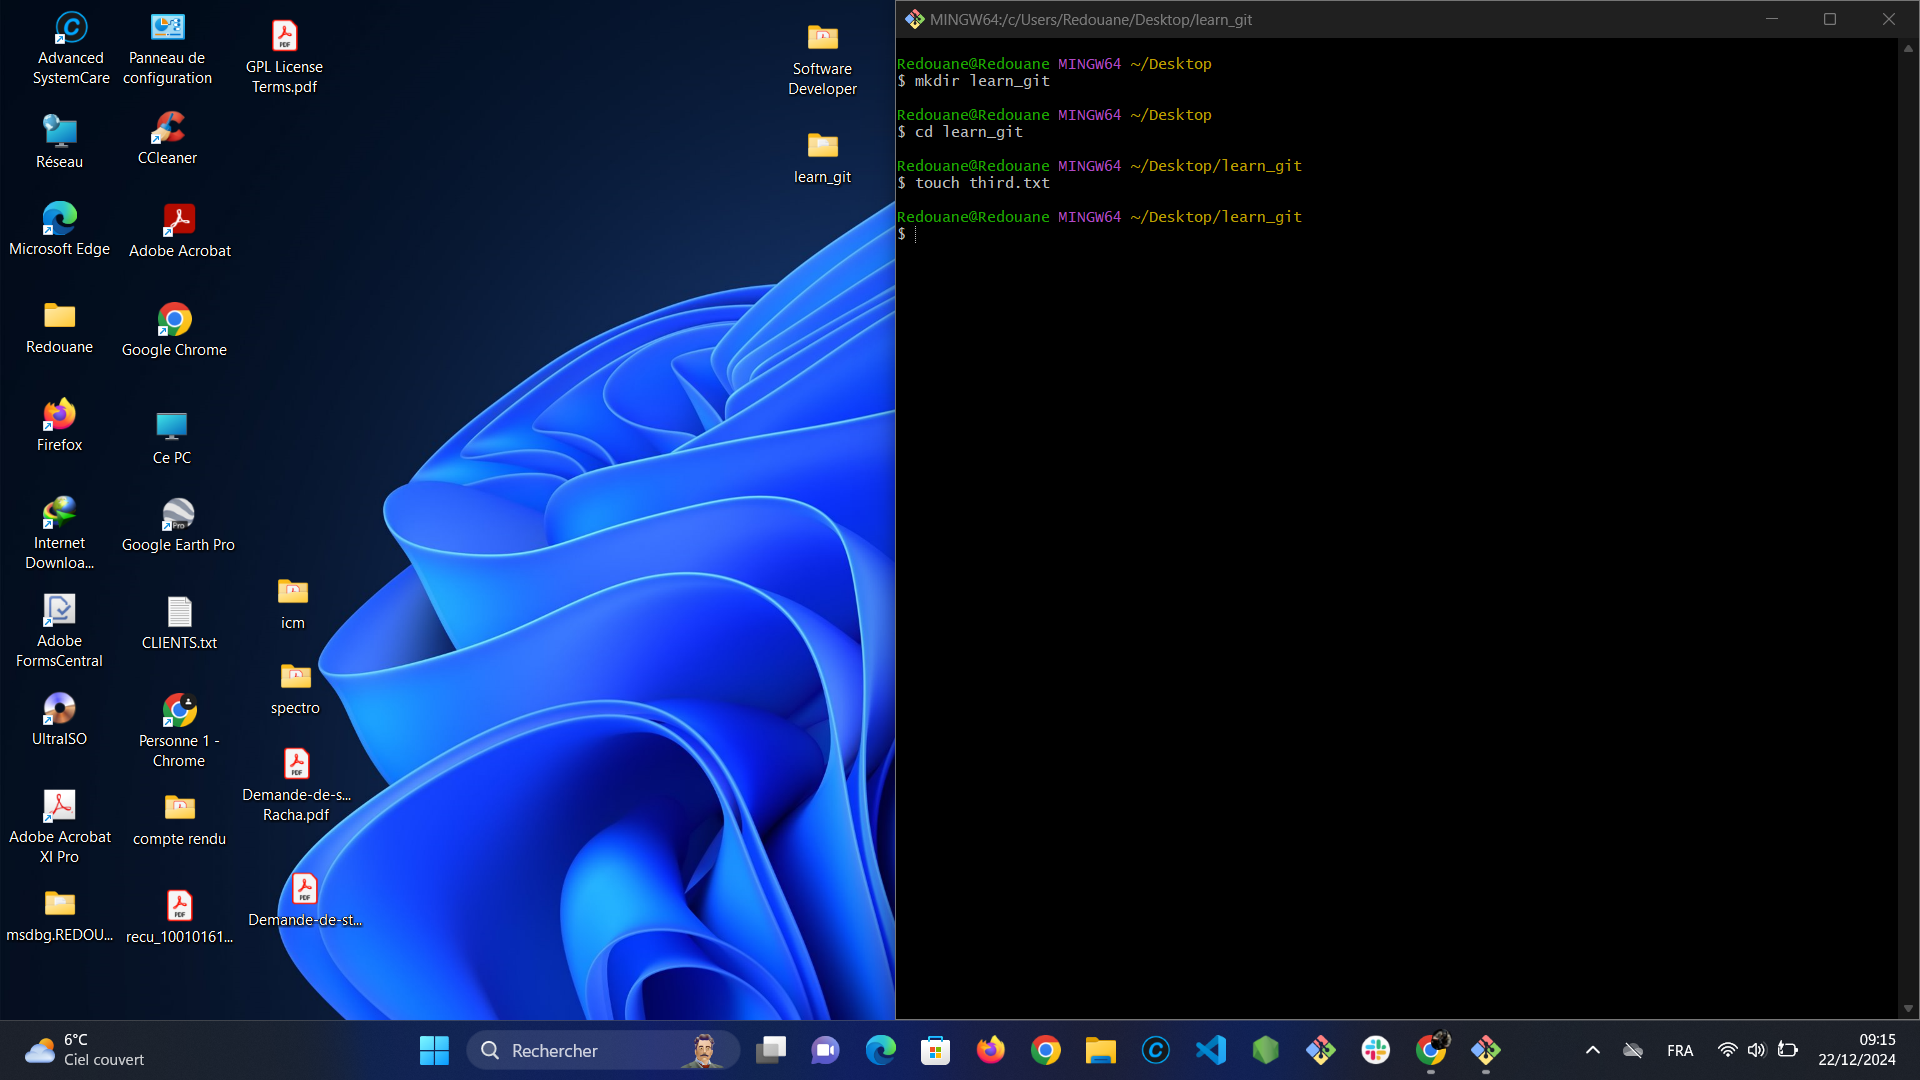 Advanced
SystemCare
Panneau de
configuration
PDF
GPL License
Terms.pdf
Réseau
CCleaner
Microsoft Edge
Adobe Acrobat
Redouane
Google Chrome
Firefox
Ce PC
Internet
Downloa...
Pro
Google Earth Pro
Adobe
FormsCentral
CLIENTS.txt
icm
UltraISO
Personne 1 -
Chrome
spectro
Adobe Acrobat
XI Pro
compte rendu
PDF
Demande-de-s...
Racha.pdf
msdbg.REDOU...
PDF
recu_10010161...
PDF
Demande-de-st...
Software
Developer
learn_git
MINGW64:/c/Users/Redouane/Desktop/learn_git
Redouane@Redouane MINGW64 ~/Desktop
$ mkdir learn_git
Redouane@Redouane MINGW64 ~/Desktop
$ cd learn_git
Redouane@Redouane MINGW64 ~/Desktop/learn_git
$ touch third.txt
Redouane@Redouane MINGW64 ~/Desktop/learn_git
$
6°C
Ciel couvert
Rechercher
FRA
09:15
22/12/2024